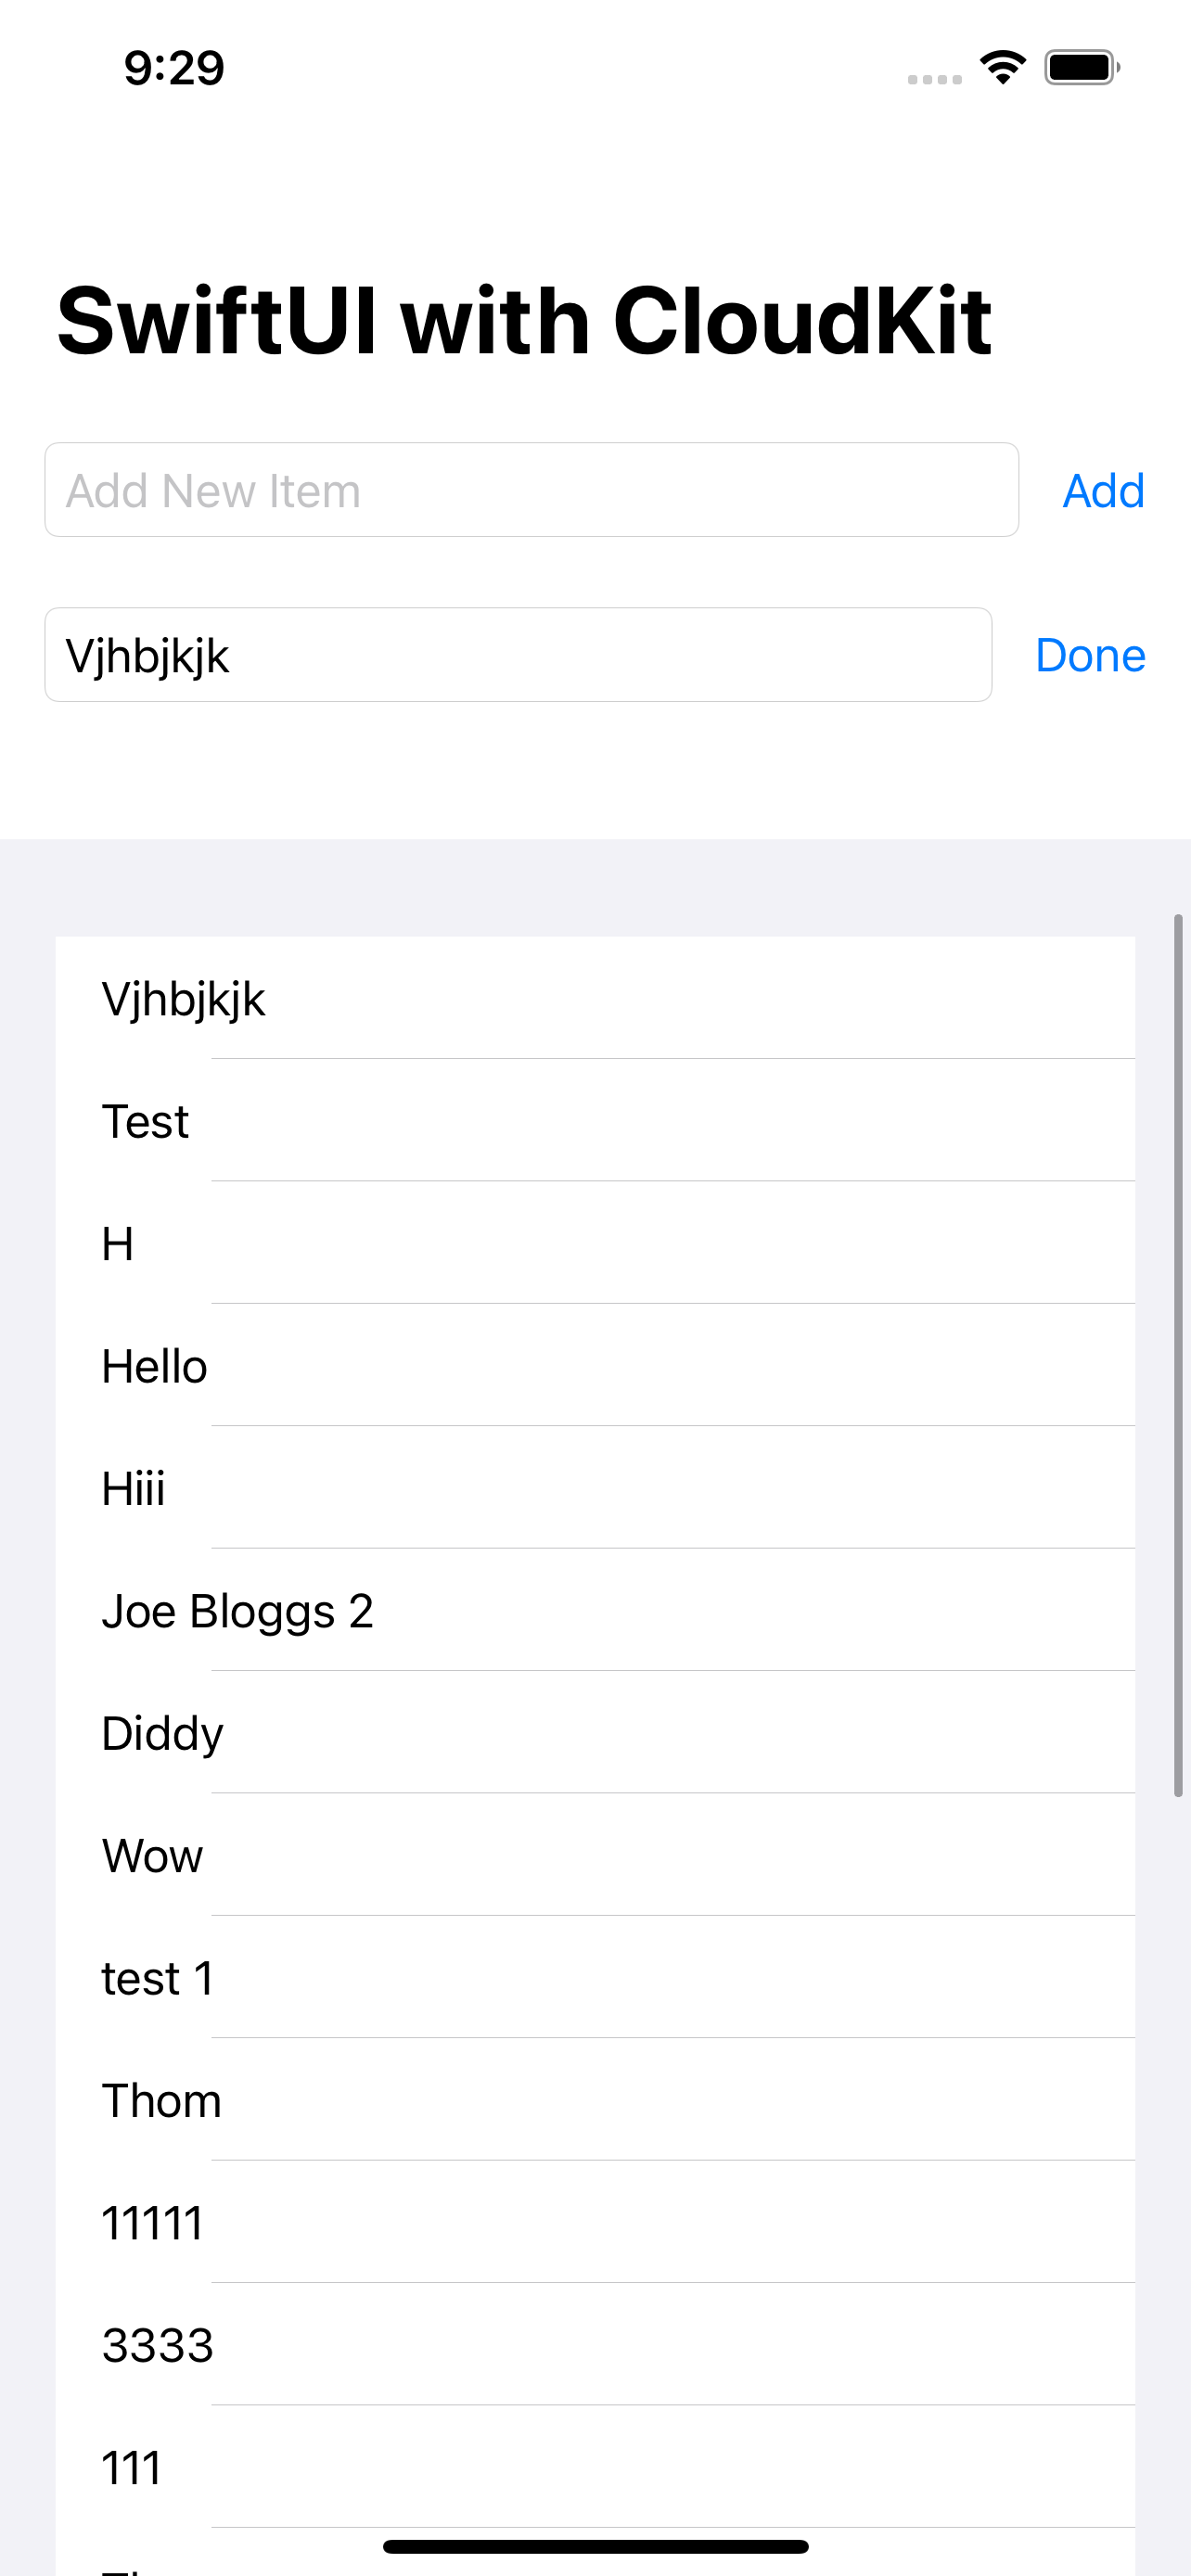 9:29
SwiftUI with CloudKit
Add New Item Add
Vjhbjkjk Done
Vjhbjkjk
Test
H
Hello
Hiii
Joe Bloggs 2
Diddy
Wow
test 1
Thom
11111
3333
111